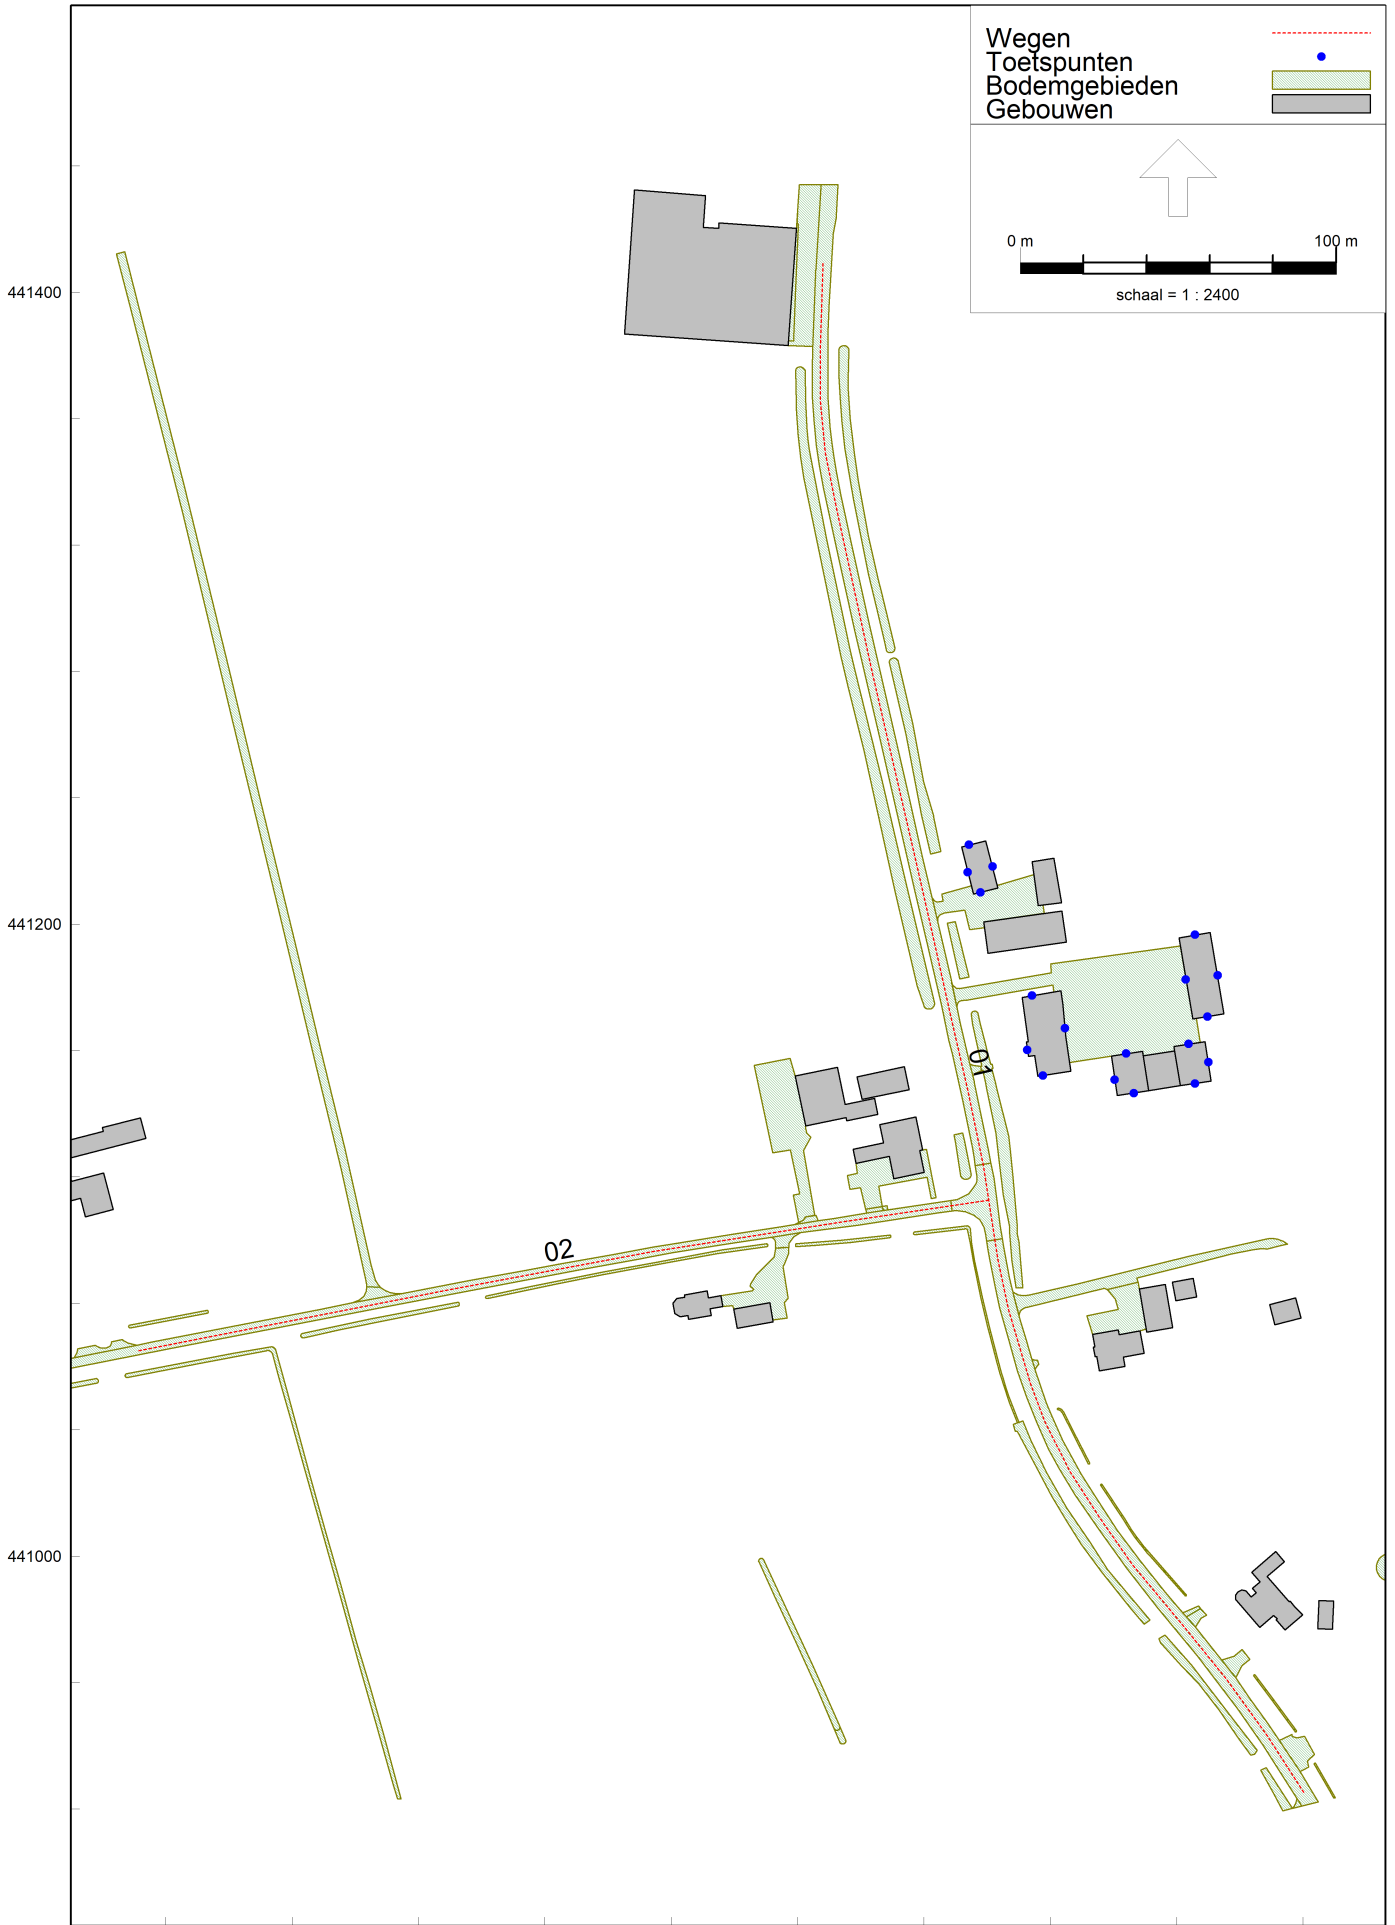 Wegen
Toetspunten
Bodemgebieden
Gebouwen
0 m 100 m
schaal = 1 : 2400
441400
441200
01
02
441000